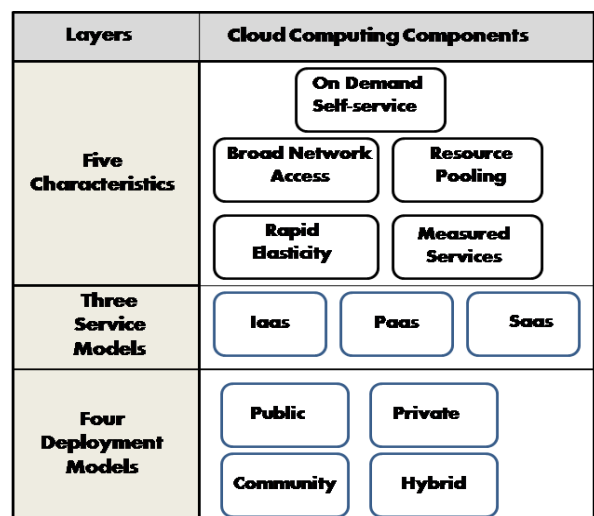 Layers
Cloud Computing Components
Five
Characteristics
On Demand
Self-service
Broad Network
Access
Resource
Pooling
Rapid
Elasticity
Measured
Services
Three
Service
Models
Iaas
Paas
Saas
Four
Deployment
Models
Public
Private
Community
Hybrid